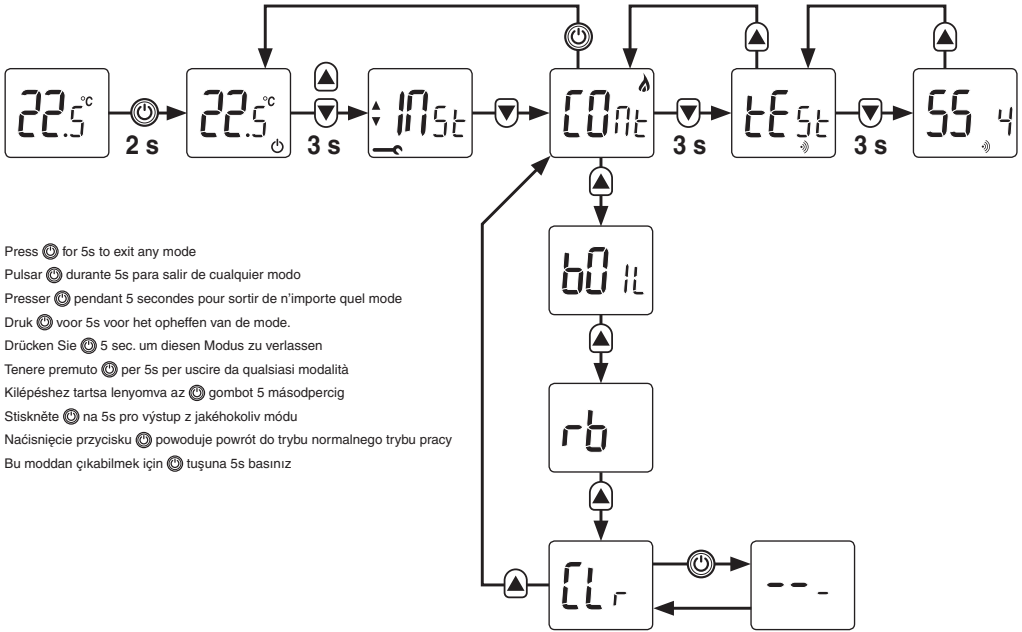 22.5 °C
2 s
22.5 °C
3 s
INSt
CONt
3 s
tESt
3 s
SS 4
Press for 5s to exit any mode
Pulsar durante 5s para salir de cualquier modo
Presser pendant 5 secondes pour sortir de n’importe quel mode
Druk voor 5s voor het opheffen van de mode.
Drücken Sie 5 sec. um diesen Modus zu verlassen
Tenere premuto per 5s per uscire da qualsiasi modalità
Kilépéshez tartsa lenyomva az gombot 5 másodpercig
Stiskněte na 5s pro výstup z jakéhokoliv módu
Naćisnięcie przycisku powoduje powrót do trybu normalnego trybu pracy
Bu moddan çıkabilmek için tuşuna 5s basınız
bOIL
rb
CLr
---